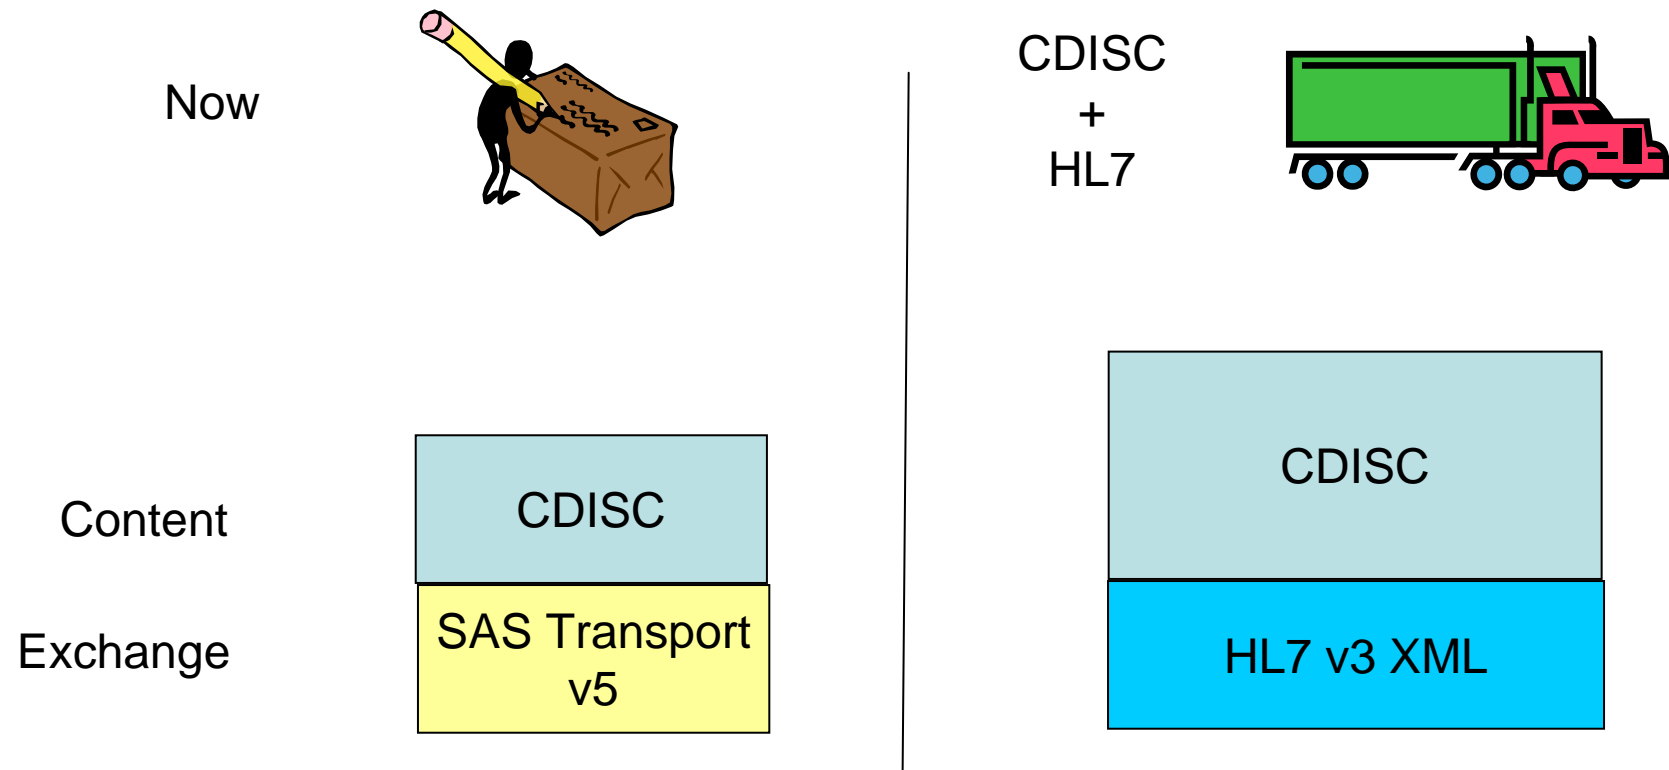 Now
CDISC
+
HL7
Content
CDISC
Exchange
SAS Transport
v5
CDISC
HL7 v3 XML